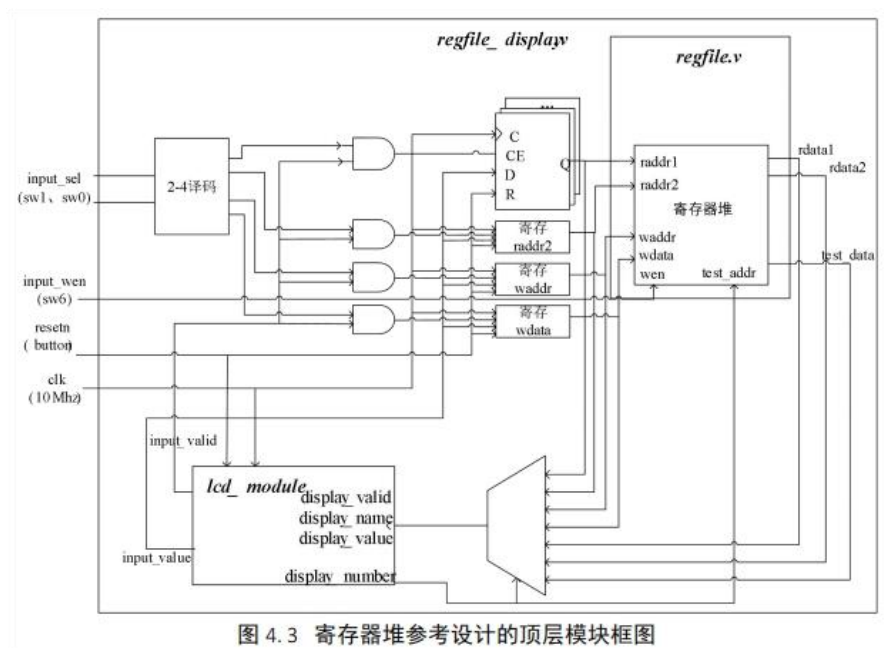 regfile_ display.v
regfile.v
input_sel
(sw1、sw0)
2-4译码
C
CE
D
R
Q
...
raddr1
raddr2
寄存器堆
waddr
wdata
wen
test_addr
rdata1
rdata2
test_data
寄存
raddr2
寄存
waddr
寄存
wdata
input_wen
(sw6)
resetn
( button)
clk
(10Mhz)
input_valid
input_value
lcd_ module
display_valid
display_name
display_value
display_number
图 4.3 寄存器堆参考设计的顶层模块框图